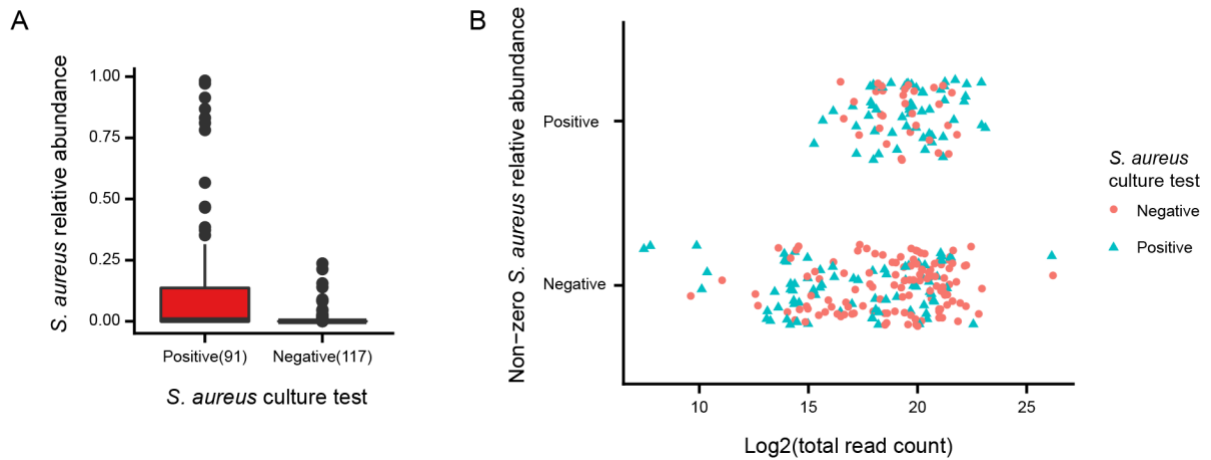 A
S. aureus relative abundance
1.00
0.75
0.50
0.25
0.00
Positive(91) Negative(117)
S. aureus culture test
B
Non−zero S. aureus relative abundance
Positive
Negative
10 15 20 25
Log2(total read count)
S. aureus
culture test
Negative
Positive